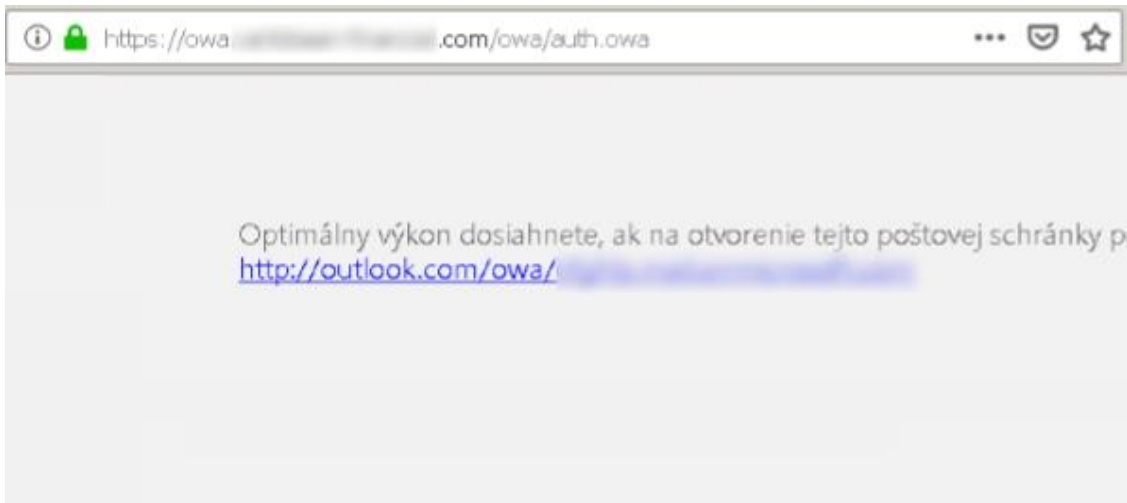 https://owa .com/owa/auth.owa
Optimálny výkon dosiahnete, ak na otvorenie tejto poštovej schránky
http://outlook.com/owa/